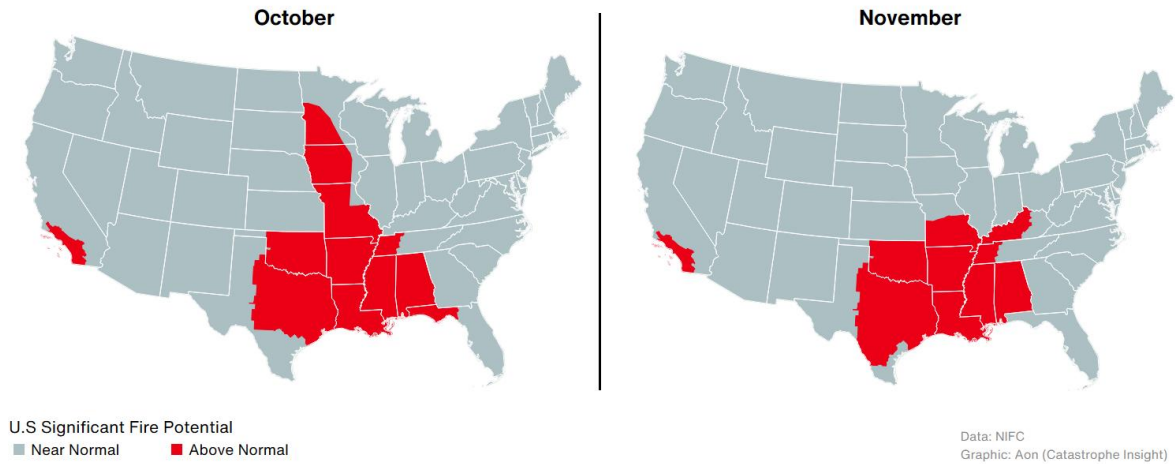 October
November
U.S Significant Fire Potential
Near Normal
Above Normal
Data: NIFC
Graphic: Aon (Catastrophe Insight)